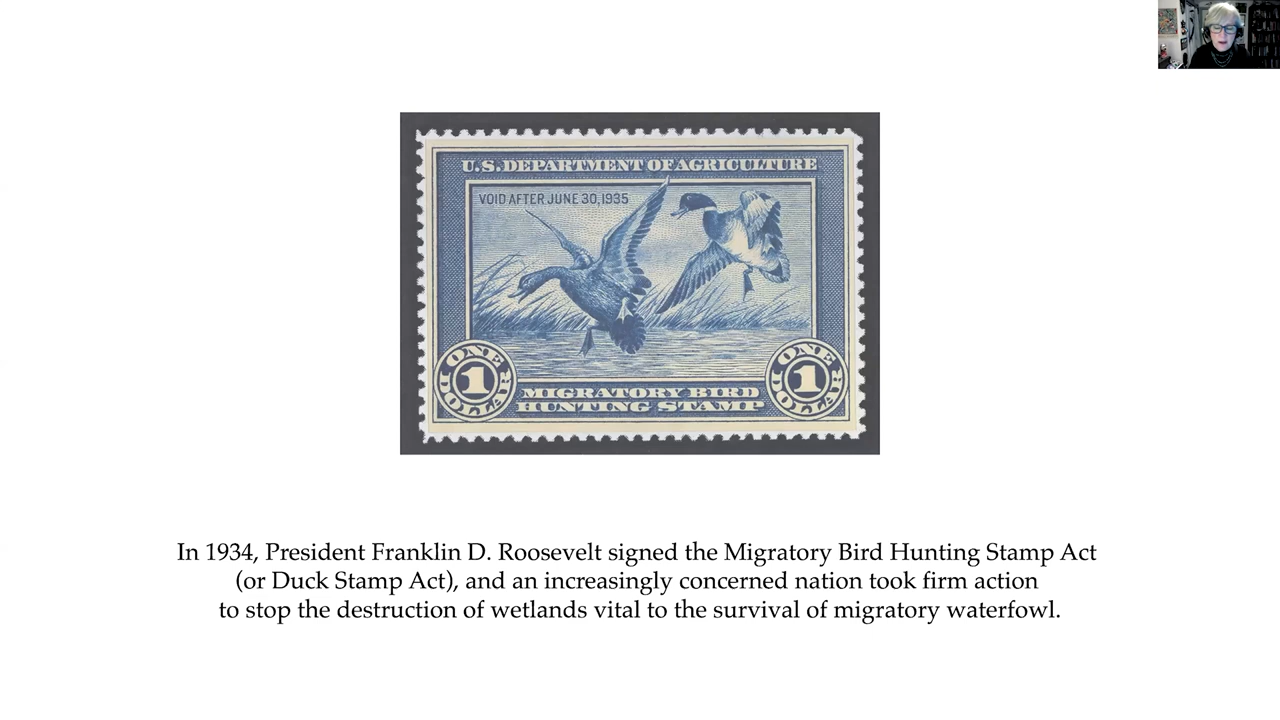 U.S. DEPARTMENT OF AGRICULTURE
VOID AFTER JUNE 30, 1935
ONE
1
DOLLAR
ONE
1
DOLLAR
MIGRATORY BIRD
HUNTING STAMP
In 1934, President Franklin D. Roosevelt signed the Migratory Bird Hunting Stamp Act
(or Duck Stamp Act), and an increasingly concerned nation took firm action
to stop the destruction of wetlands vital to the survival of migratory waterfowl.